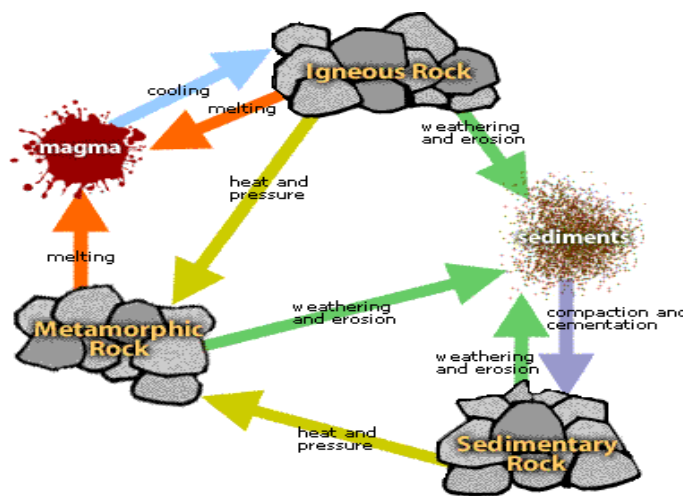 Igneous Rock
cooling
melting
magma
weathering
and erosion
heat and
pressure
sediments
melting
weathering
and erosion
compaction and
cementation
Metamorphic
Rock
weathering
and erosion
heat and
pressure
Sedimentary
Rock